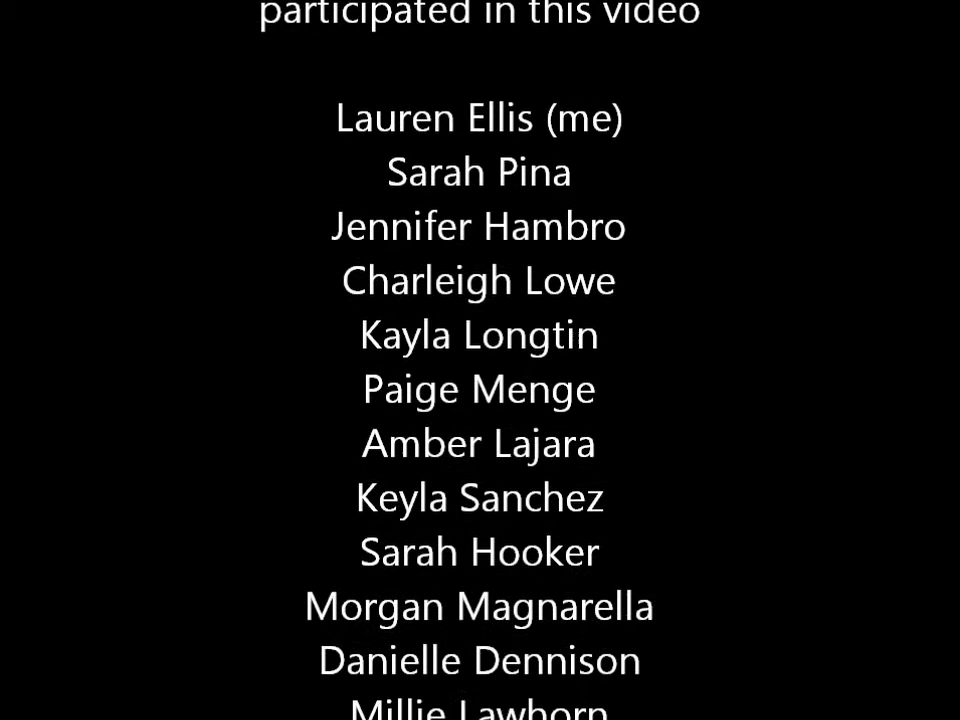 participated in this video
Lauren Ellis (me)
Sarah Pina
Jennifer Hambro
Charleigh Lowe
Kayla Longtin
Paige Menge
Amber Lajara
Keyla Sanchez
Sarah Hooker
Morgan Magnarella
Danielle Dennison
Millie Lawhorn